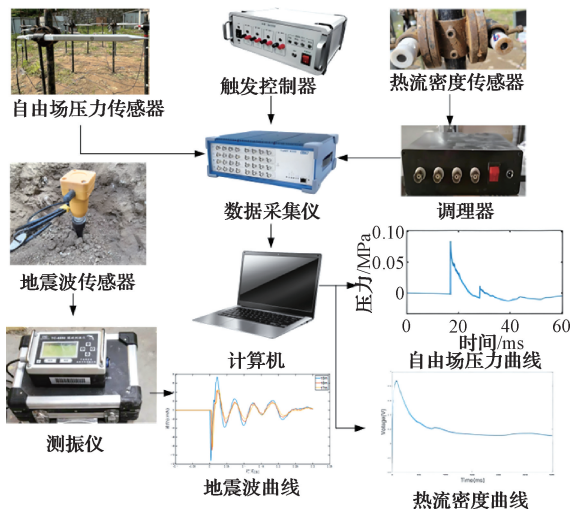 自由场压力传感器
触发控制器
热流密度传感器
数据采集仪
调理器
地震波传感器
计算机
压力/MPa
0.10
0.05
0
0
20
40
60
时间/ms
自由场压力曲线
测振仪
地震波曲线
Voltage(V)
Time(ms)
热流密度曲线